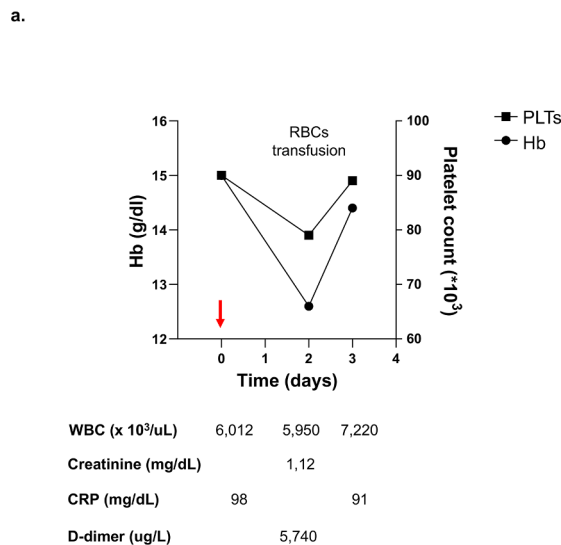 a.
RBCs
transfusion
PLTs
Hb
16
15
14
13
12
Hb (g/dl)
100
90
80
70
60
Platelet count (*10³)
0 1 2 3 4
Time (days)
WBC (x 10³/uL) 6,012 5,950 7,220
Creatinine (mg/dL) 1,12
CRP (mg/dL) 98 91
D-dimer (ug/L) 5,740